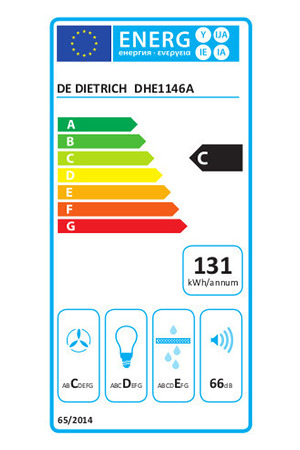 ENERG Y IJA
енергия · ενεργεια IE IA
DE DIETRICH DHE1146A
A
B
C
D
E
F
G
C
131
kWh/annum
ABCDEFG
ABCDEFG
ABCDEFG
66dB
65/2014